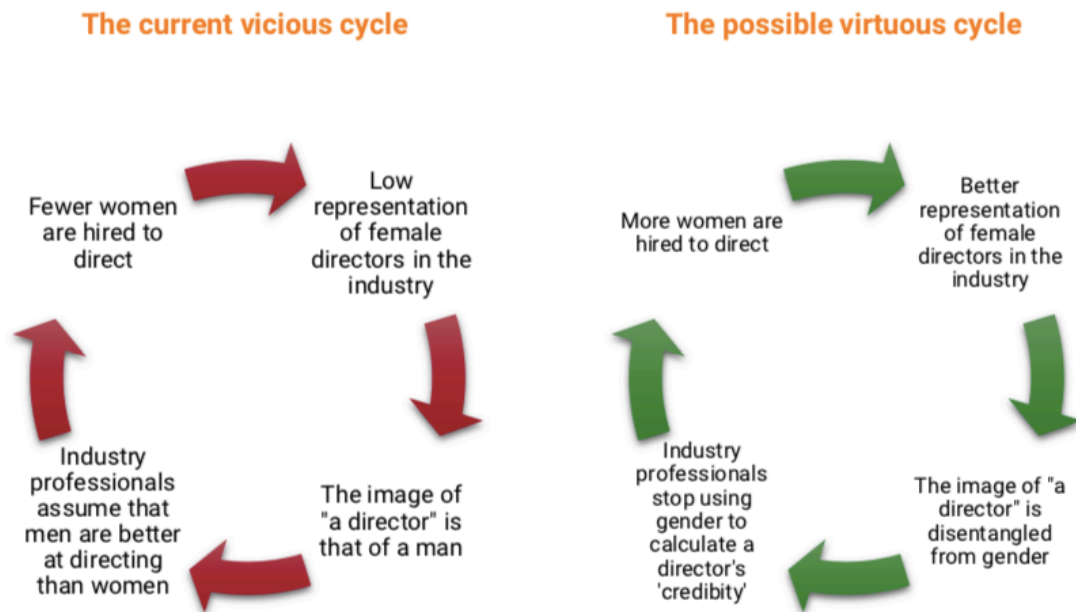 The current vicious cycle
Fewer women
are hired to
direct
Low
representation
of female
directors in the
industry
The image of
"a director" is
that of a man
Industry
professionals
assume that
men are better
at directing
than women
The possible virtuous cycle
More women are
hired to direct
Better
representation
of female
directors in the
industry
The image of "a
director" is
disentangled
from gender
Industry
professionals
stop using
gender to
calculate a
director's
'credibity'